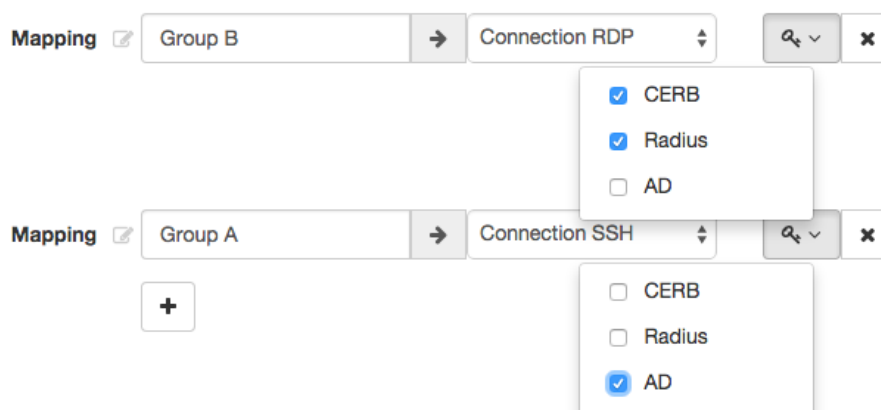 Mapping Group B Connection RDP
CERB
Radius
AD
Mapping Group A Connection SSH
CERB
Radius
AD